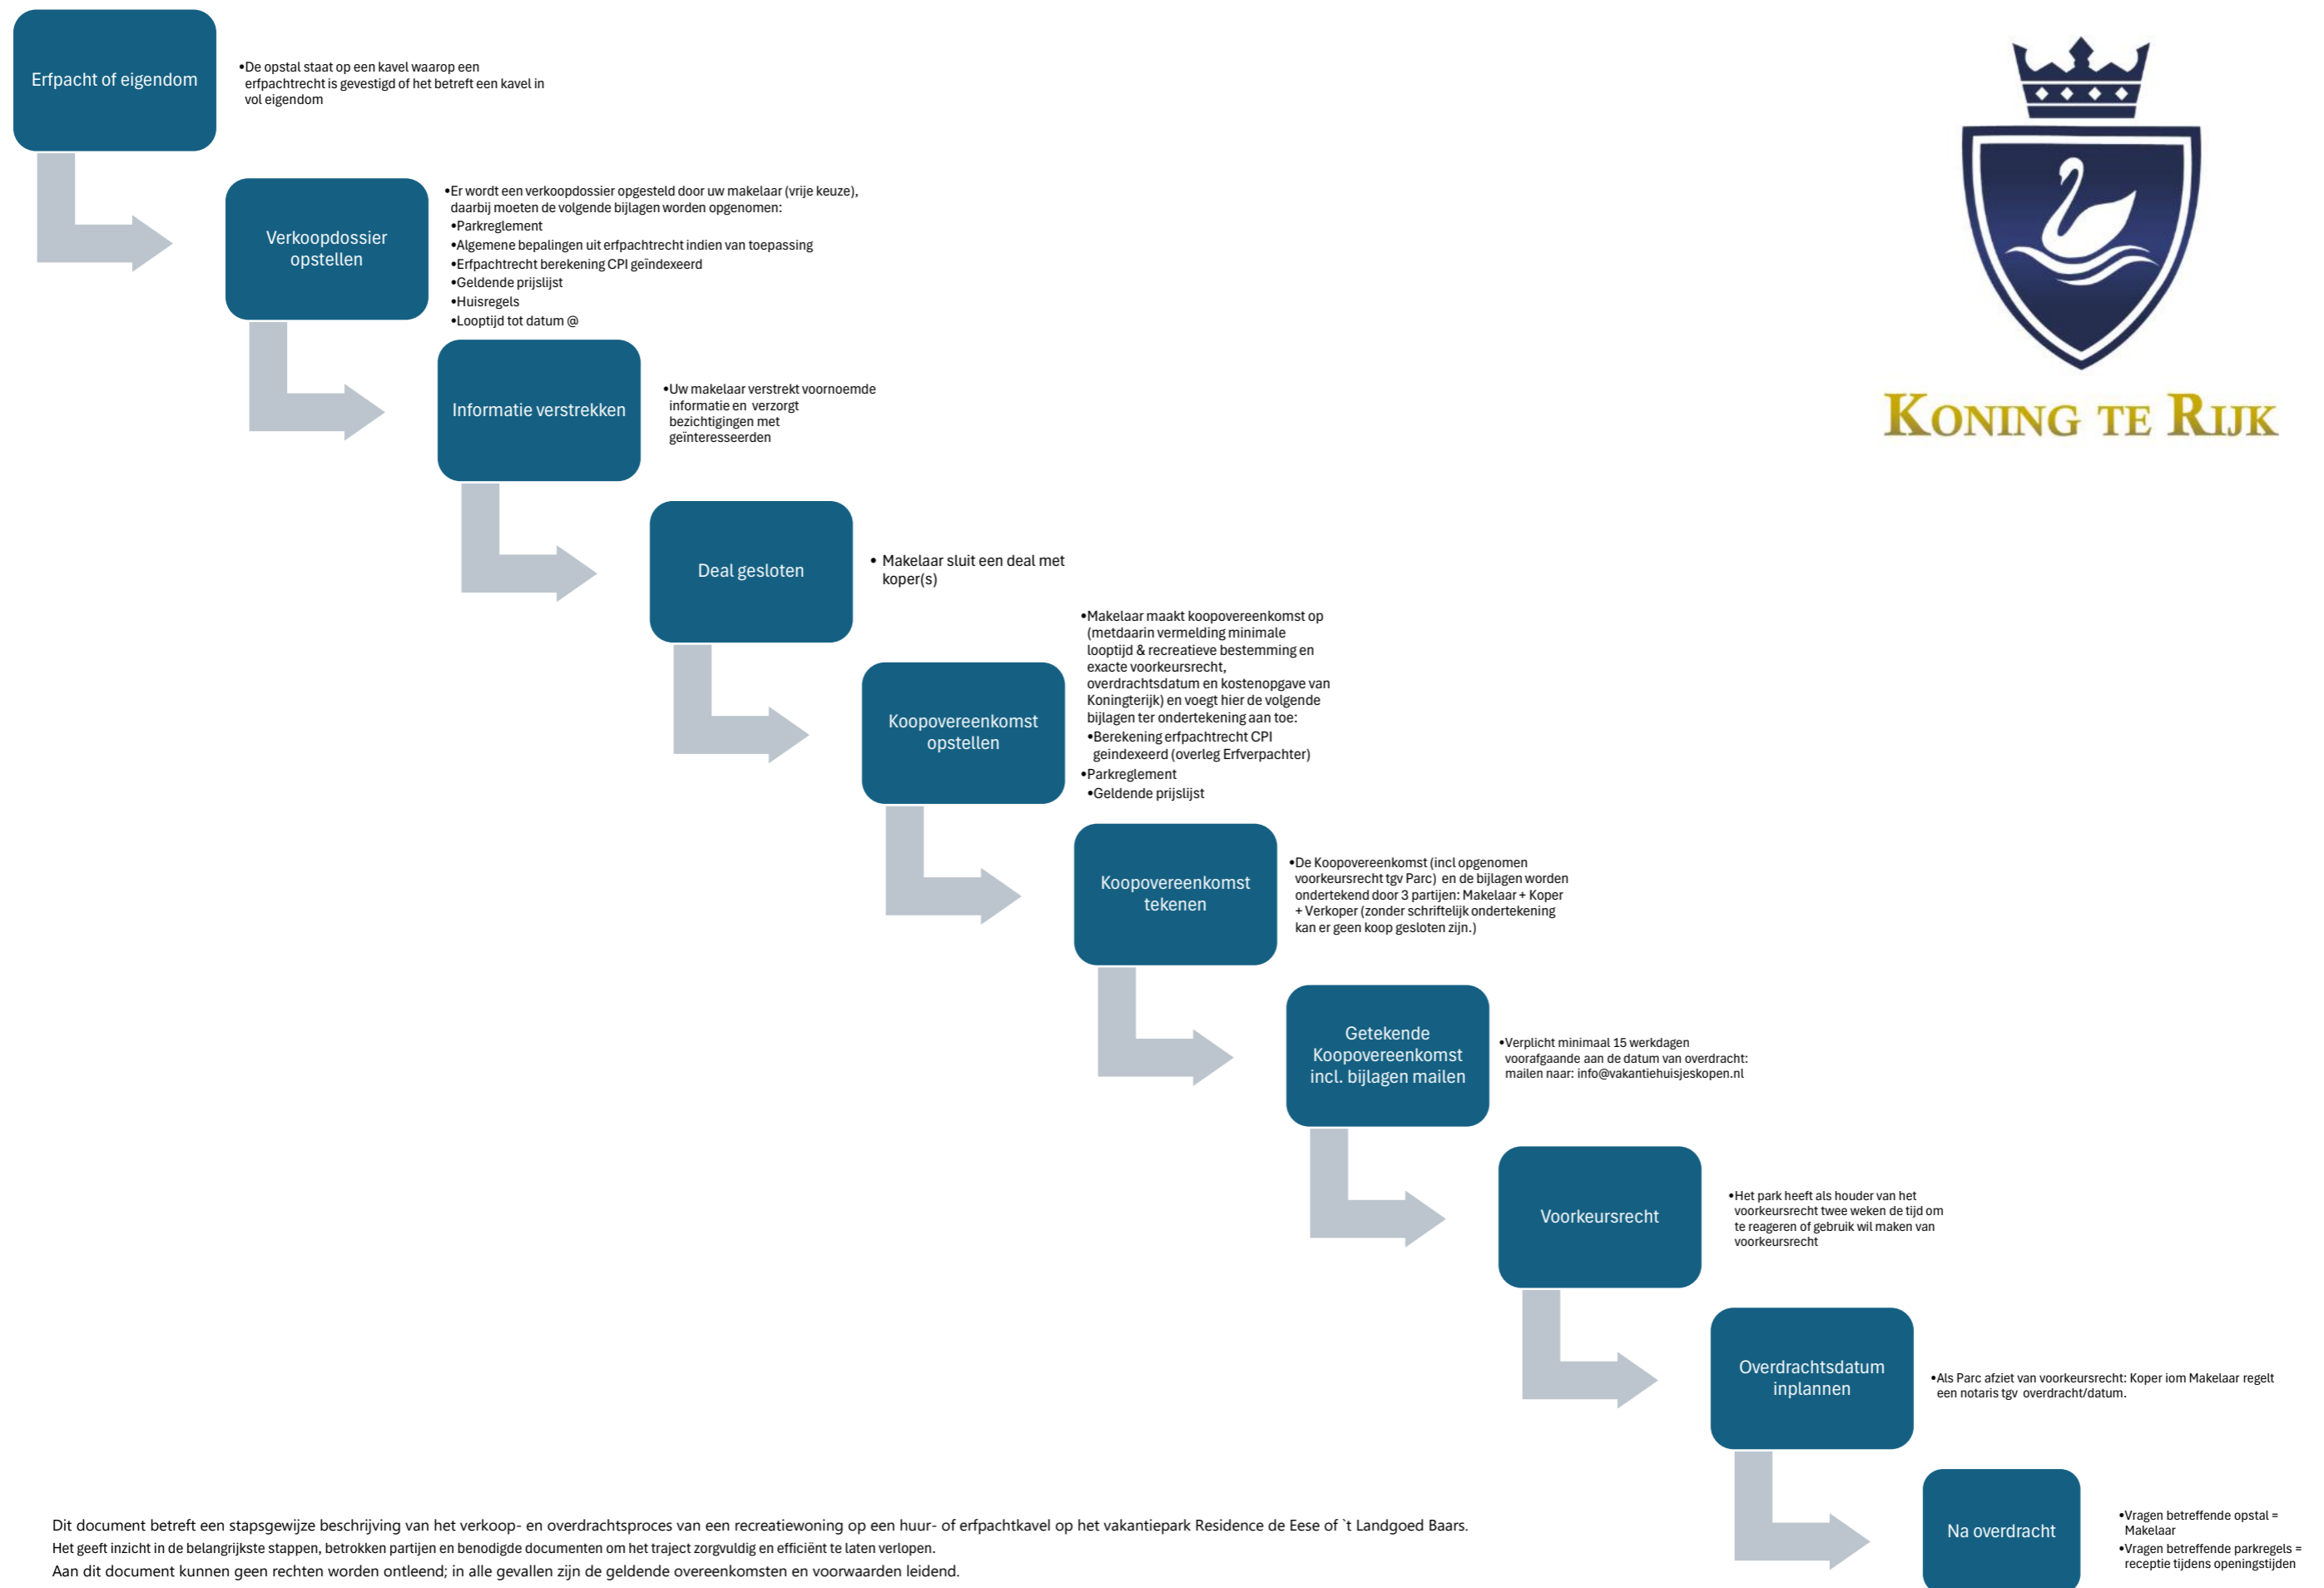 Erfpacht of eigendom
•De opstal staat op een kavel waarop een
erfpachtrecht is gevestigd of het betreft een kavel in
vol eigendom
KONING TE RIJK
Verkoopdossier
opstellen
•Er wordt een verkoopdossier opgesteld door uw makelaar (vrije keuze),
daarbij moeten de volgende bijlagen worden opgenomen:
•Parkreglement
•Algemene bepalingen uit erfpachtrecht indien van toepassing
•Erfpachtrecht berekening CPI geïndexeerd
•Geldende prijslijst
•Huisregels
•Looptijd tot datum @
Informatie verstrekken
•Uw makelaar verstrekt voornoemde
informatie en verzorgt
bezichtigingen met
geïnteresseerden
Deal gesloten
• Makelaar sluit een deal met
koper(s)
Koopovereenkomst
opstellen
•Makelaar maakt koopovereenkomst op
(metdaarin vermelding minimale
looptijd & recreatieve bestemming en
exacte voorkeursrecht,
overdrachtsdatum en kostenopgave van
Koningterijk) en voegt hier de volgende
bijlagen ter ondertekening aan toe:
•Berekening erfpachtrecht CPI
geindexeerd (overleg Erfverpachter)
•Parkreglement
•Geldende prijslijst
Koopovereenkomst
tekenen
•De Koopovereenkomst (incl opgenomen
voorkeursrecht tgv Parc) en de bijlagen worden
ondertekend door 3 partijen: Makelaar + Koper
+ Verkoper (zonder schriftelijk ondertekening
kan er geen koop gesloten zijn.)
Getekende
Koopovereenkomst
incl. bijlagen mailen
•Verplicht minimaal 15 werkdagen
voorafgaande aan de datum van overdracht:
mailen naar: info@vakantiehuisjeskopen.nl
Voorkeursrecht
•Het park heeft als houder van het
voorkeursrecht twee weken de tijd om
te reageren of gebruik wil maken van
voorkeursrecht
Overdrachtsdatum
inplannen
•Als Parc afziet van voorkeursrecht: Koper iom Makelaar regelt
een notaris tgv overdracht/datum.
Na overdracht
•Vragen betreffende opstal =
Makelaar
•Vragen betreffende parkregels =
receptie tijdens openingstijden
Dit document betreft een stapsgewijze beschrijving van het verkoop- en overdrachtsproces van een recreatiewoning op een huur- of erfpachtkavel op het vakantiepark Residence de Eese of `t Landgoed Baars.
Het geeft inzicht in de belangrijkste stappen, betrokken partijen en benodigde documenten om het traject zorgvuldig en efficiënt te laten verlopen.
Aan dit document kunnen geen rechten worden ontleend; in alle gevallen zijn de geldende overeenkomsten en voorwaarden leidend.